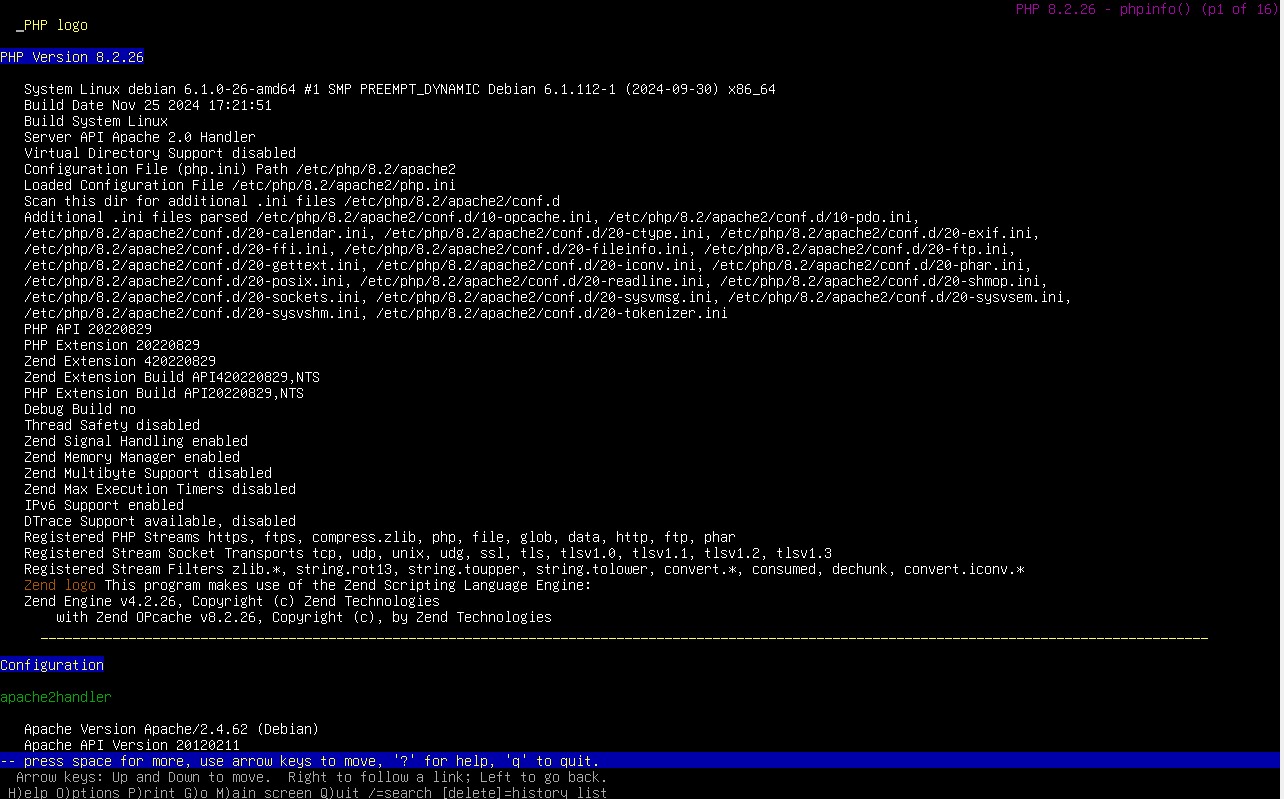 PHP 8.2.26 - phpinfo() (p1 of 16)
_PHP logo
PHP Version 8.2.26
System Linux debian 6.1.0-26-amd64 #1 SMP PREEMPT_DYNAMIC Debian 6.1.112-1 (2024-09-30) x86_64
Build Date Nov 25 2024 17:21:51
Build System Linux
Server API Apache 2.0 Handler
Virtual Directory Support disabled
Configuration File (php.ini) Path /etc/php/8.2/apache2
Loaded Configuration File /etc/php/8.2/apache2/php.ini
Scan this dir for additional .ini files /etc/php/8.2/apache2/conf.d
Additional .ini files parsed /etc/php/8.2/apache2/conf.d/10-opcache.ini, /etc/php/8.2/apache2/conf.d/10-pdo.ini,
/etc/php/8.2/apache2/conf.d/20-calendar.ini, /etc/php/8.2/apache2/conf.d/20-ctype.ini, /etc/php/8.2/apache2/conf.d/20-exif.ini,
/etc/php/8.2/apache2/conf.d/20-ffi.ini, /etc/php/8.2/apache2/conf.d/20-fileinfo.ini, /etc/php/8.2/apache2/conf.d/20-ftp.ini,
/etc/php/8.2/apache2/conf.d/20-gettext.ini, /etc/php/8.2/apache2/conf.d/20-iconv.ini, /etc/php/8.2/apache2/conf.d/20-phar.ini,
/etc/php/8.2/apache2/conf.d/20-posix.ini, /etc/php/8.2/apache2/conf.d/20-readline.ini, /etc/php/8.2/apache2/conf.d/20-shmop.ini,
/etc/php/8.2/apache2/conf.d/20-sockets.ini, /etc/php/8.2/apache2/conf.d/20-sysvmsg.ini, /etc/php/8.2/apache2/conf.d/20-sysvsem.ini,
/etc/php/8.2/apache2/conf.d/20-sysvshm.ini, /etc/php/8.2/apache2/conf.d/20-tokenizer.ini
PHP API 20220829
PHP Extension 20220829
Zend Extension 420220829
Zend Extension Build API420220829,NTS
PHP Extension Build API20220829,NTS
Debug Build no
Thread Safety disabled
Zend Signal Handling enabled
Zend Memory Manager enabled
Zend Multibyte Support disabled
Zend Max Execution Timers disabled
IPv6 Support enabled
DTrace Support available, disabled
Registered PHP Streams https, ftps, compress.zlib, php, file, glob, data, http, ftp, phar
Registered Stream Socket Transports tcp, udp, unix, udg, ssl, tls, tlsv1.0, tlsv1.1, tlsv1.2, tlsv1.3
Registered Stream Filters zlib.*, string.rot13, string.toupper, string.tolower, convert.*, consumed, dechunk, convert.iconv.*
Zend logo This program makes use of the Zend Scripting Language Engine:
Zend Engine v4.2.26, Copyright (c) Zend Technologies
with Zend OPcache v8.2.26, Copyright (c), by Zend Technologies
Configuration
apache2handler
Apache Version Apache/2.4.62 (Debian)
Apache API Version 20120211
-- press space for more, use arrow keys to move, '?' for help, 'q' to quit.
Arrow keys: Up and Down to move.  Right to follow a link; Left to go back.
H)elp O)ptions P)rint G)o M)ain screen Q)uit /=search [delete]=history list